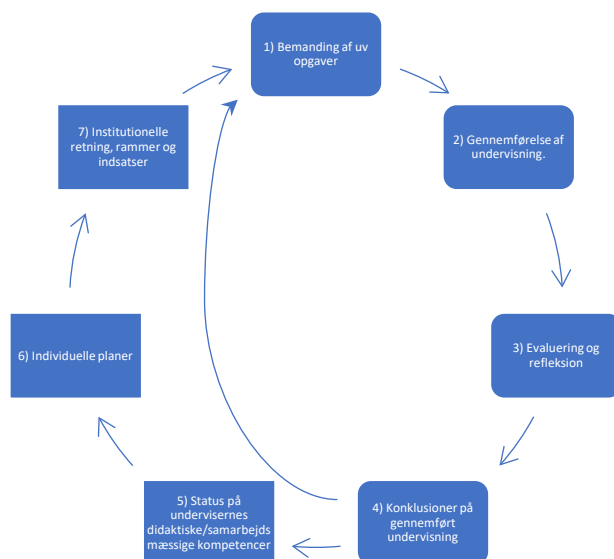 1) Bemanding af uv
opgaver
2) Gennemførelse af
undervisning.
3) Evaluering og
refleksion
4) Konklusioner på
gennemført
undervisning
5) Status på
undervisernes
didaktiske/samarbejds
mæssige kompetencer
6) Individuelle planer
7) Institutionelle
retning, rammer og
indsatser